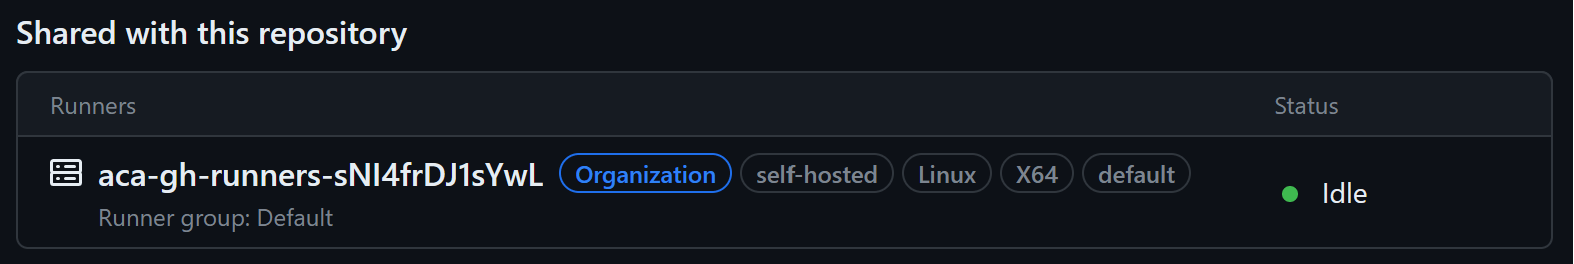 Shared with this repository
Runners Status
aca-gh-runners-sNI4frDJ1sYwL Organization self-hosted Linux X64 default
Idle
Runner group: Default